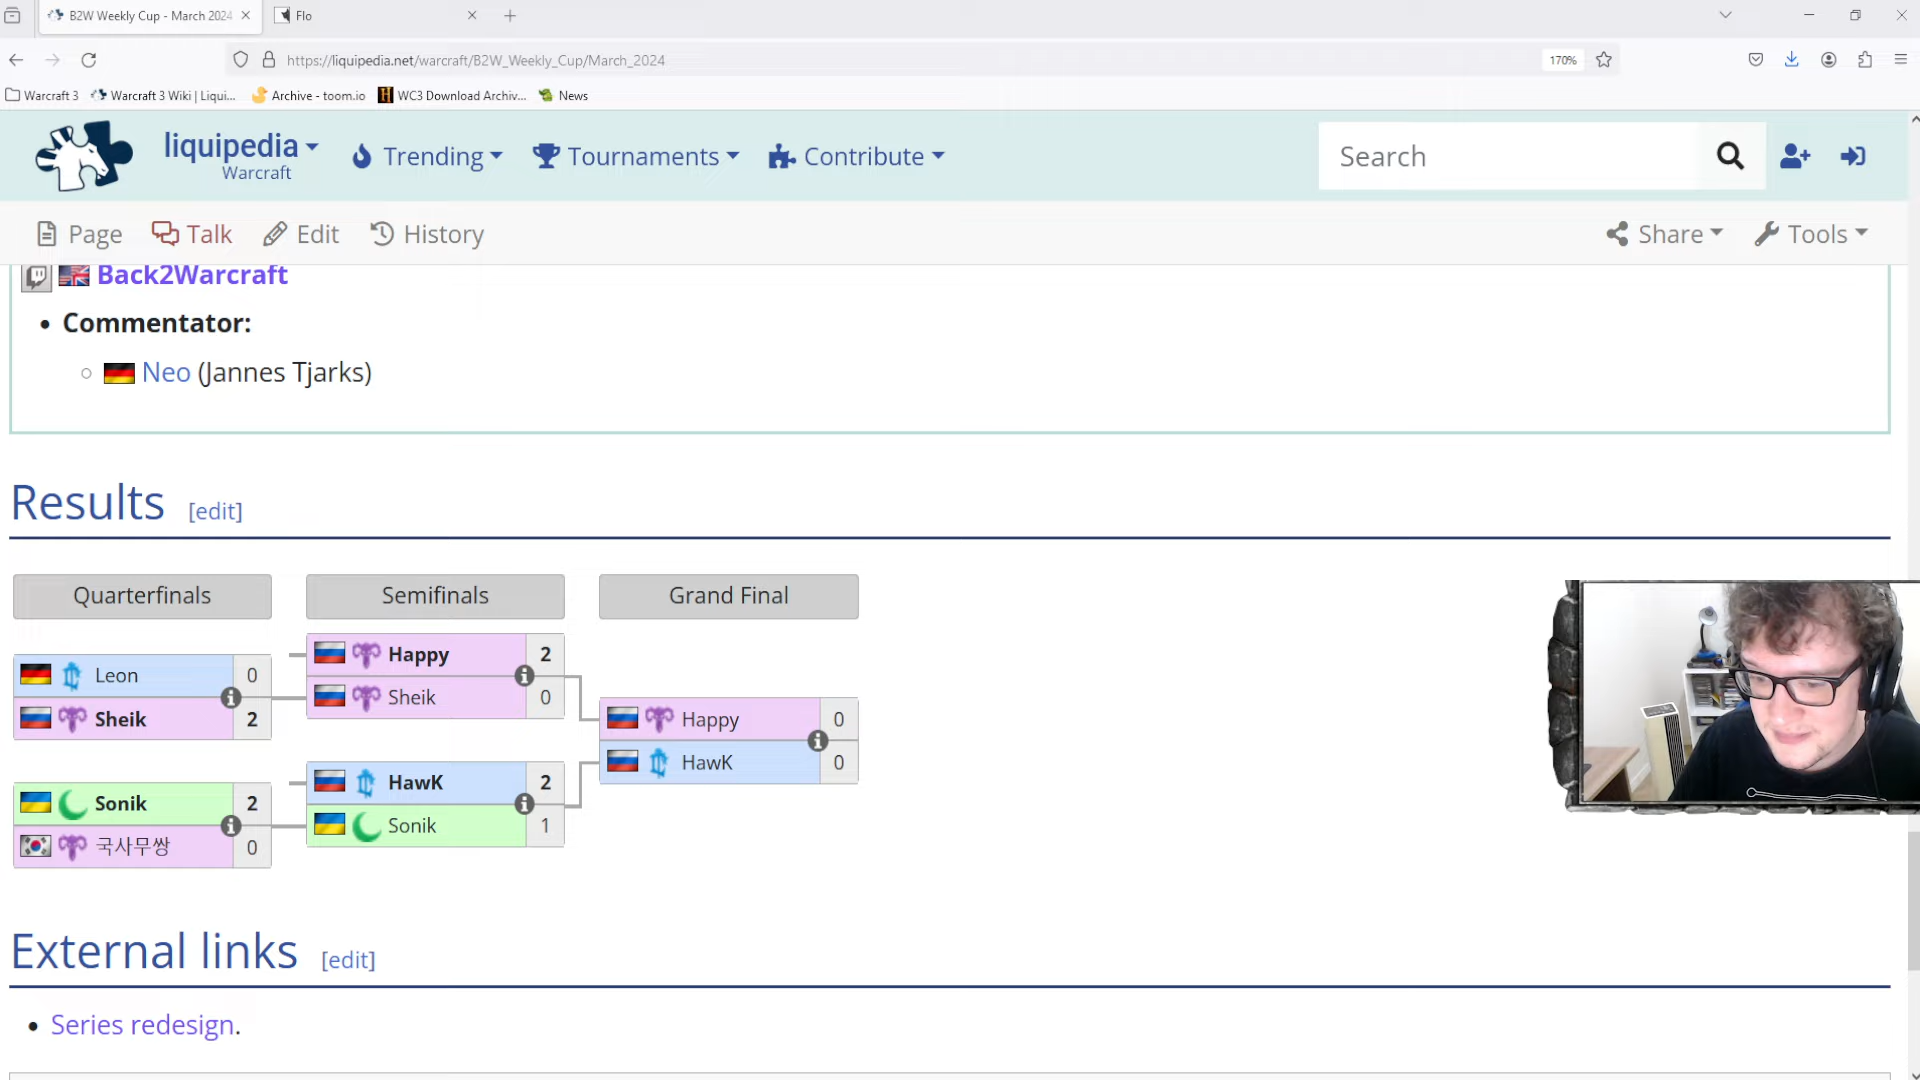 B2W Weekly Cup - March 2024
Flo
https://liquipedia.net/warcraft/B2W_Weekly_Cup/March_2024
170%
Warcraft 3
Warcraft 3 Wiki | Liqui...
Archive - toom.io
WC3 Download Archiv...
News
liquipedia
Warcraft
Trending
Tournaments
Contribute
Search
Page
Talk
Edit
History
Share
Tools
Back2Warcraft
Commentator:
Neo (Jannes Tjarks)
Results [edit]
Quarterfinals
Semifinals
Grand Final
Leon 0
Sheik 2
Sonik 2
국사무쌍 0
Happy 2
Sheik 0
HawK 2
Sonik 1
Happy 0
HawK 0
External links [edit]
Series redesign.